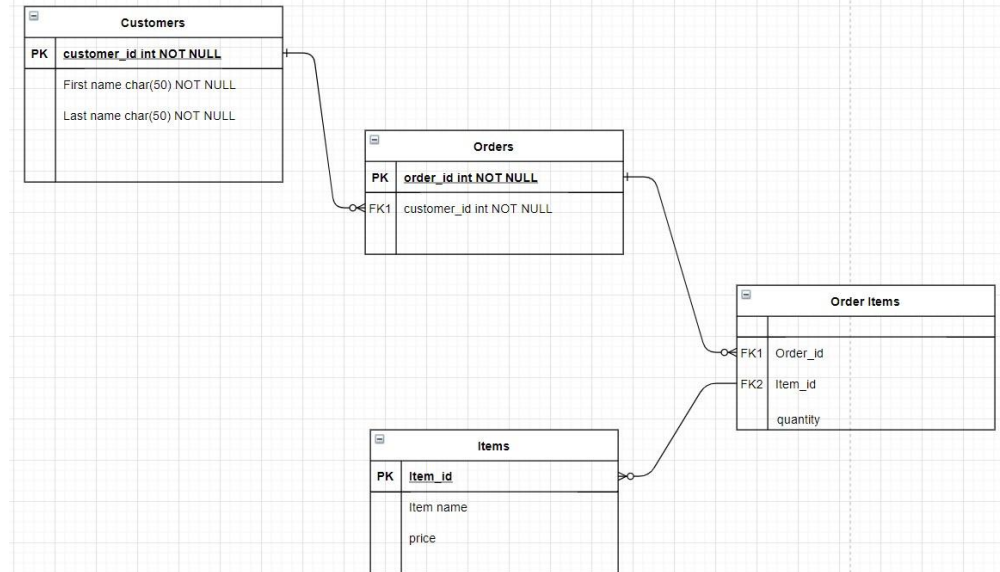 Customers
PK customer_id int NOT NULL
First name char(50) NOT NULL
Last name char(50) NOT NULL
Orders
PK order_id int NOT NULL
FK1 customer_id int NOT NULL
Order Items
FK1 Order_id
FK2 Item_id
quantity
Items
PK Item_id
Item name
price